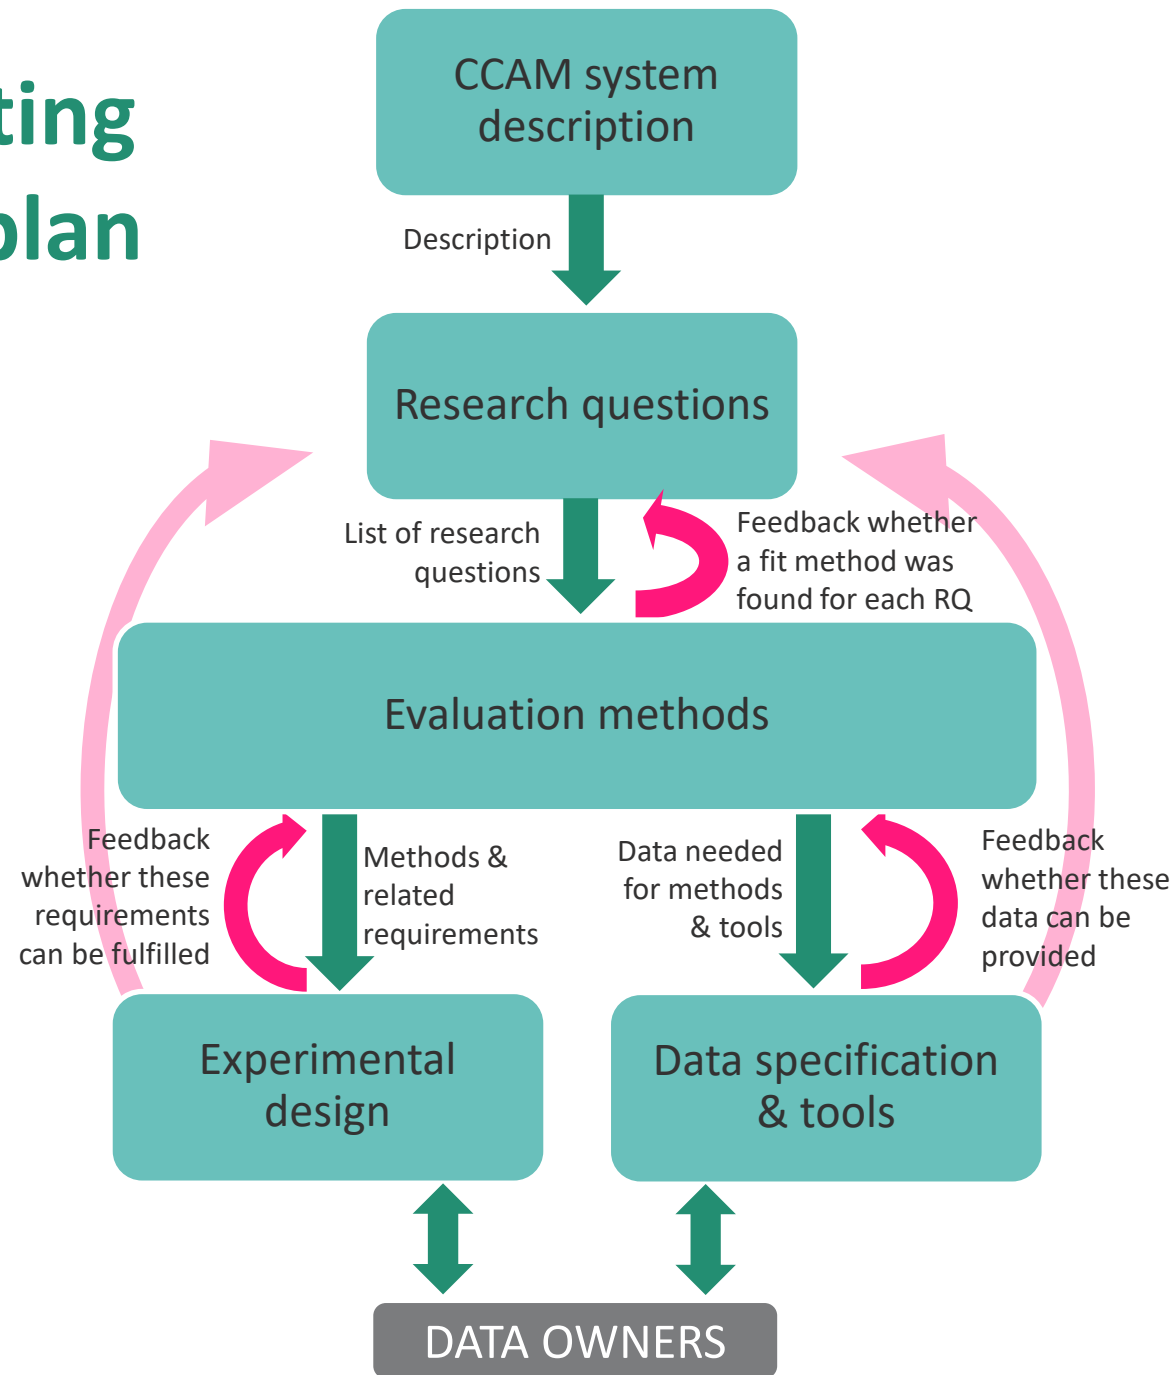 ting
plan
CCAM system
description
Description
Research questions
List of research
questions
Feedback whether
a fit method was
found for each RQ
Evaluation methods
Feedback
whether these
requirements
can be fulfilled
Methods &
related
requirements
Data needed
for methods
& tools
Feedback
whether these
data can be
provided
Experimental
design
Data specification
& tools
DATA OWNERS